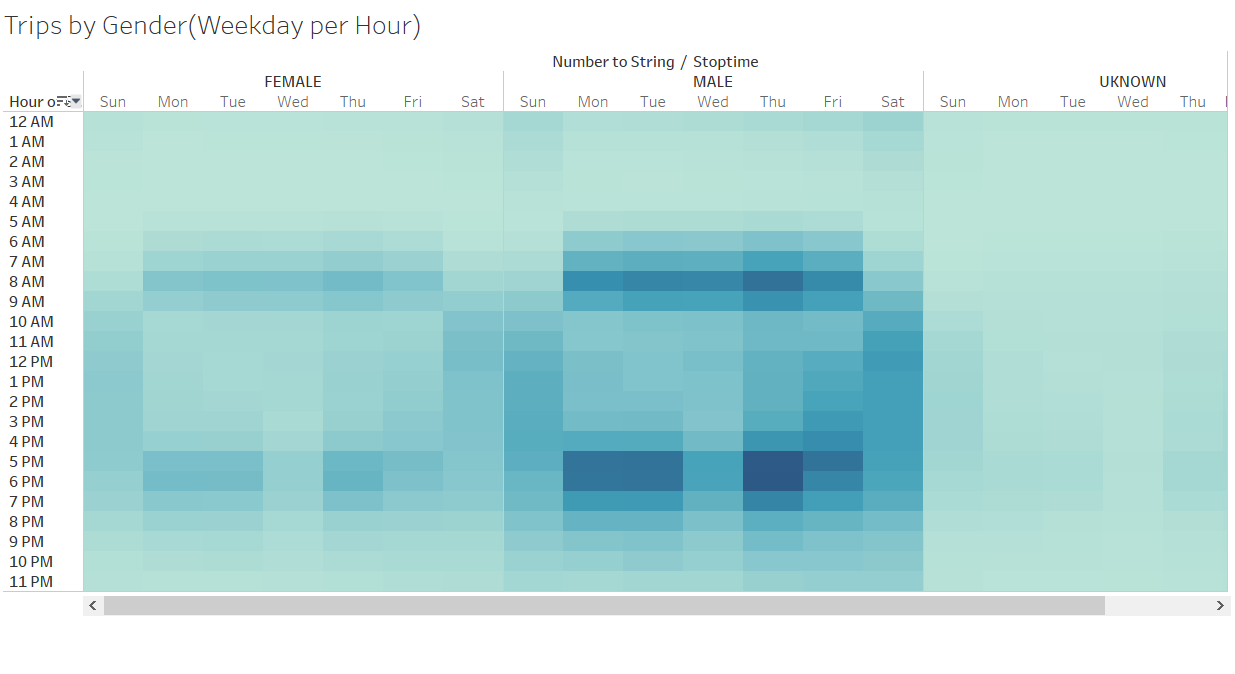 Trips by Gender(Weekday per Hour)
Number to String / Stoptime
FEMALE MALE UKNOWN
Hour o Sun Mon Tue Wed Thu Fri Sat Sun Mon Tue Wed Thu Fri Sat Sun Mon Tue Wed Thu
12 AM
1 AM
2 AM
3 AM
4 AM
5 AM
6 AM
7 AM
8 AM
9 AM
10 AM
11 AM
12 PM
1 PM
2 PM
3 PM
4 PM
5 PM
6 PM
7 PM
8 PM
9 PM
10 PM
11 PM